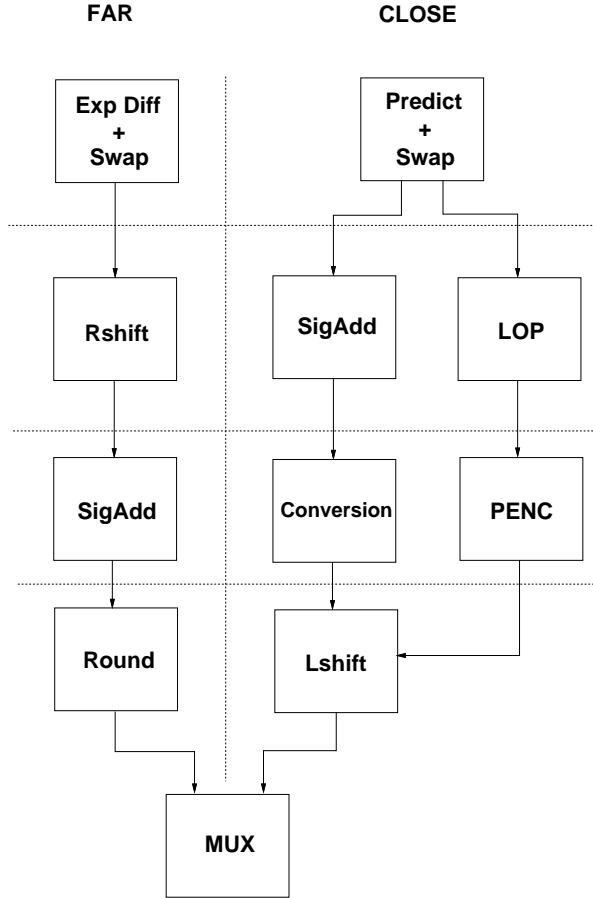 FAR
CLOSE
Exp Diff
+
Swap
Predict
+
Swap
Rshift
SigAdd
LOP
SigAdd
Conversion
PENC
Round
Lshift
MUX